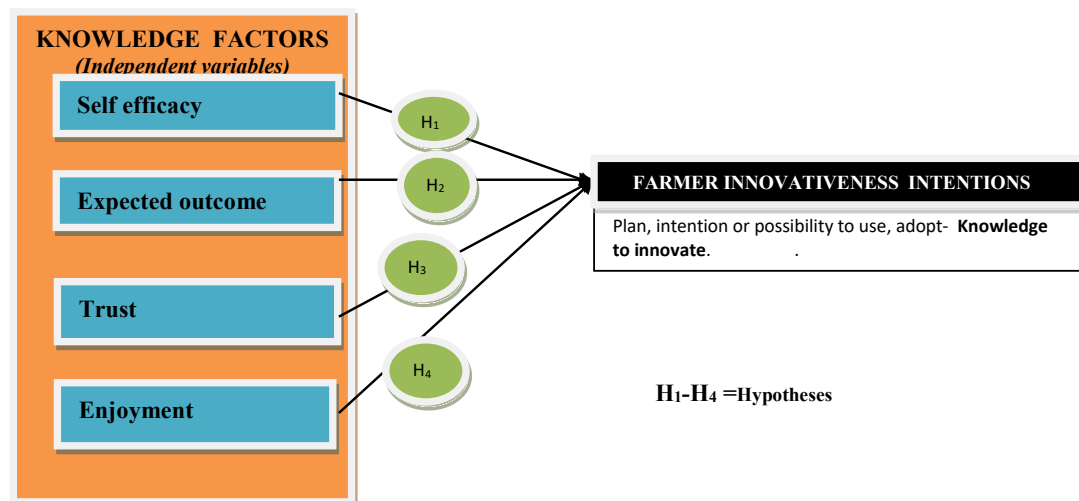 KNOWLEDGE FACTORS
(Independent variables)
Self efficacy
Expected outcome
Trust
Enjoyment
H₁
H₂
H₃
H₄
FARMER INNOVATIVENESS INTENTIONS
Plan, intention or possibility to use, adopt- Knowledge
to innovate. .
H₁-H₄ =Hypotheses